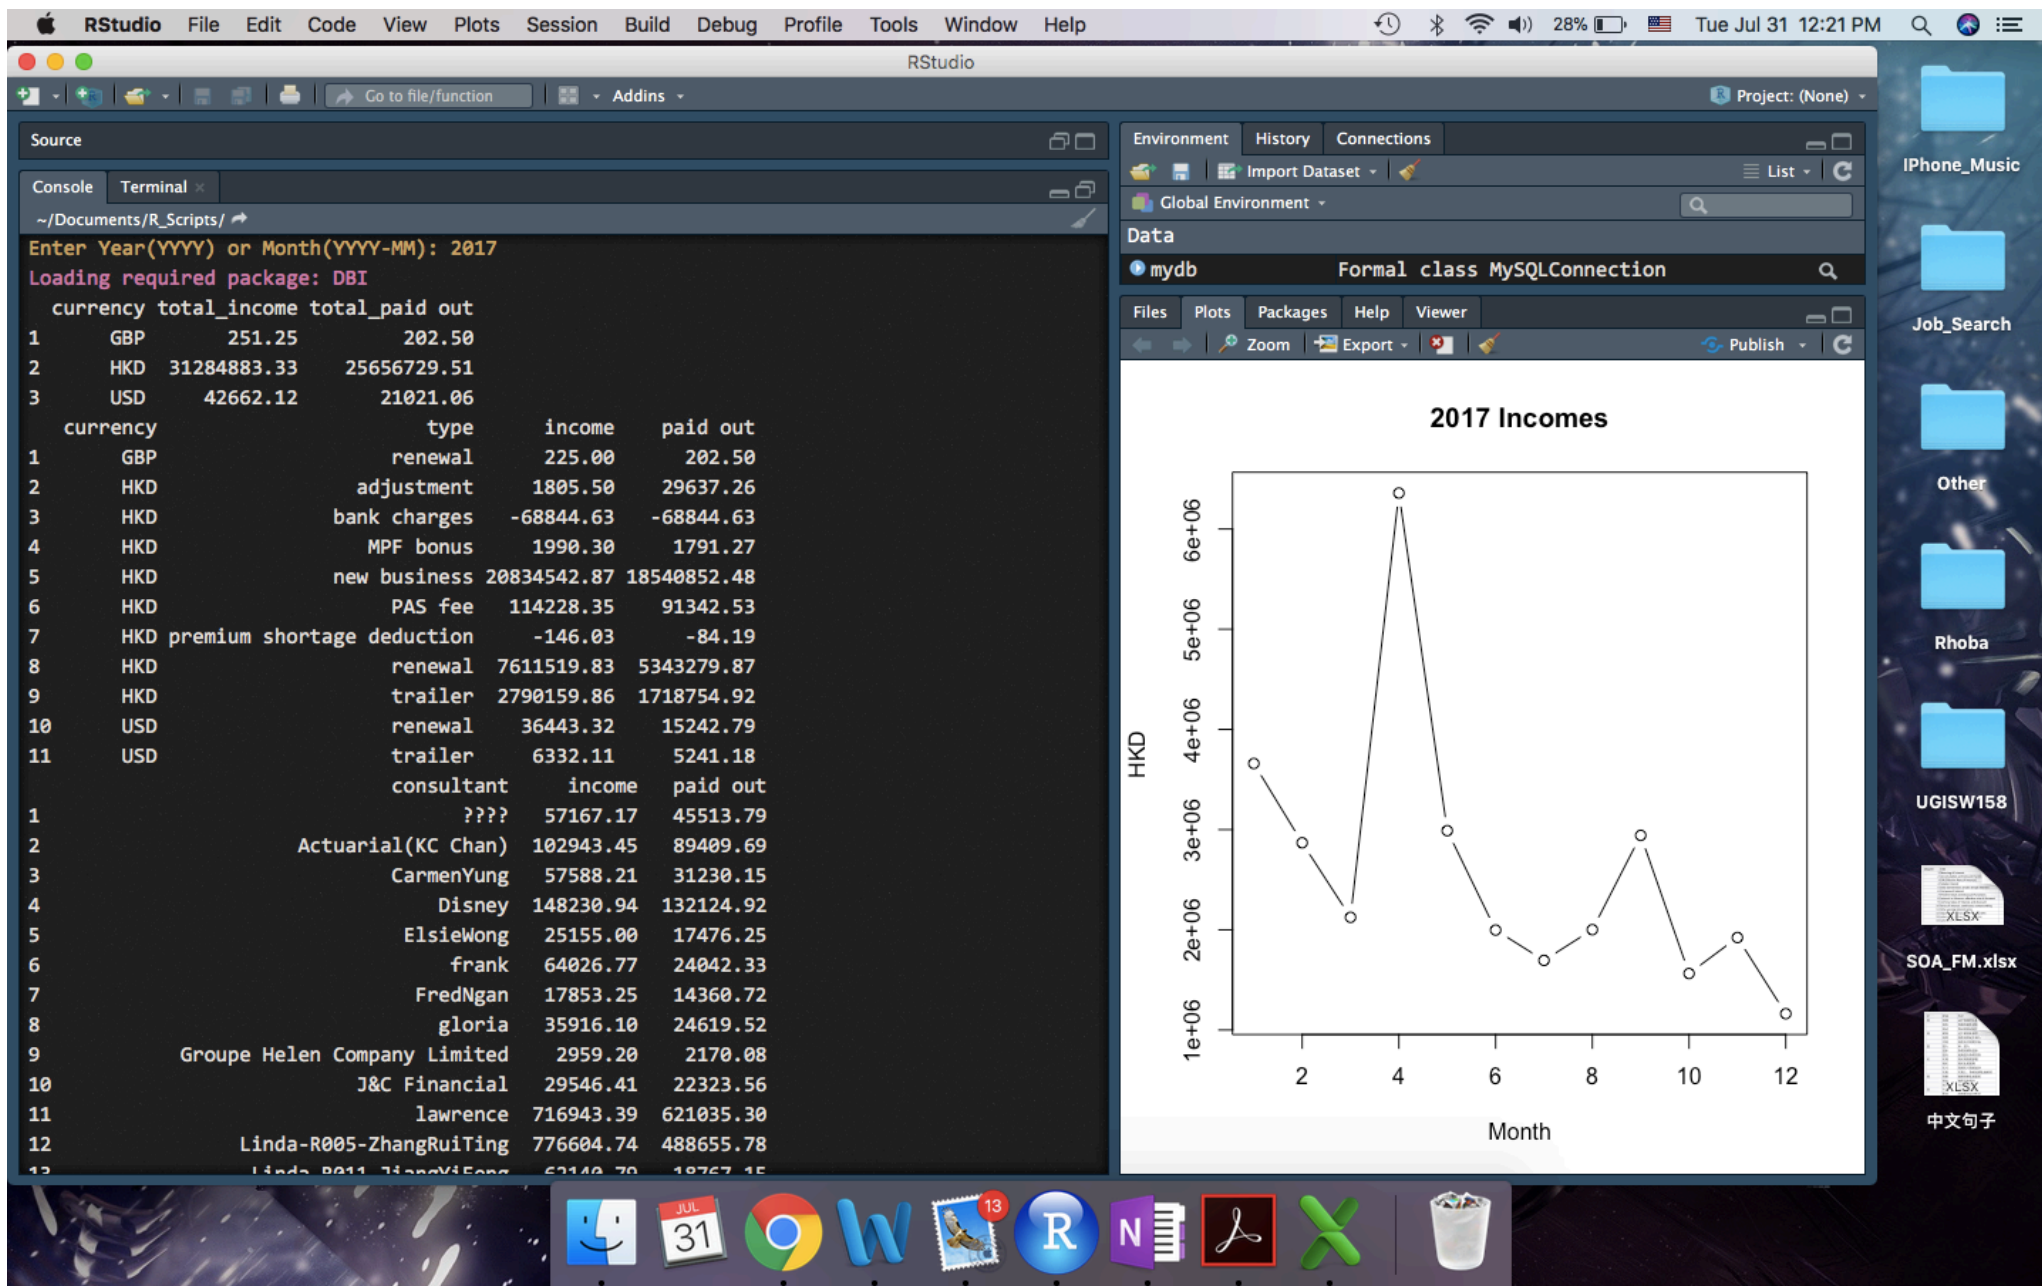 RStudio File Edit Code View Plots Session Build Debug Profile Tools Window Help 28% Tue Jul 31 12:21 PM
RStudio
Go to file/function Addins Project: (None)
Source
Console Terminal
~/Documents/R_Scripts/
Enter Year(YYYY) or Month(YYYY-MM): 2017
Loading required package: DBI
currency total_income total_paid out
1 GBP 251.25 202.50
2 HKD 31284883.33 25656729.51
3 USD 42662.12 21021.06
currency type income paid out
1 GBP renewal 225.00 202.50
2 HKD adjustment 1805.50 29637.26
3 HKD bank charges -68844.63 -68844.63
4 HKD MPF bonus 1990.30 1791.27
5 HKD new business 20834542.87 18540852.48
6 HKD PAS fee 114228.35 91342.53
7 HKD premium shortage deduction -146.03 -84.19
8 HKD renewal 7611519.83 5343279.87
9 HKD trailer 2790159.86 1718754.92
10 USD renewal 36443.32 15242.79
11 USD trailer 6332.11 5241.18
consultant income paid out
1 ???? 57167.17 45513.79
2 Actuarial(KC Chan) 102943.45 89409.69
3 CarmenYung 57588.21 31230.15
4 Disney 148230.94 132124.92
5 ElsieWong 25155.00 17476.25
6 frank 64026.77 24042.33
7 FredNgan 17853.25 14360.72
8 gloria 35916.10 24619.52
9 Groupe Helen Company Limited 2959.20 2170.08
10 J&C Financial 29546.41 22323.56
11 lawrence 716943.39 621035.30
12 Linda-R005-ZhangRuiTing 776604.74 488655.78
Environment History Connections
Import Dataset List
Global Environment
Data
mydb Formal class MySQLConnection
Files Plots Packages Help Viewer
Zoom Export Publish
2017 Incomes
HKD
6e+06
5e+06
4e+06
3e+06
2e+06
1e+06
2 4 6 8 10 12
Month
IPhone_Music
Job_Search
Other
Rhoba
UGISW158
XLSX
SOA_FM.xlsx
XLSX
中文句子
JUL
31
W
13
R
N